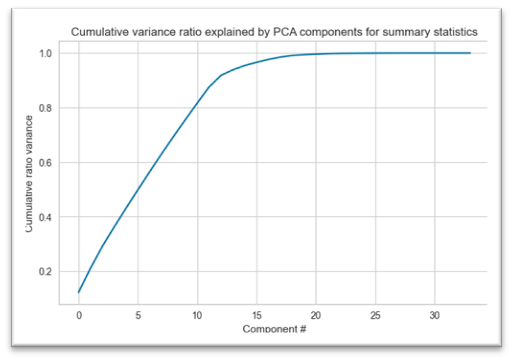 Cumulative variance ratio explained by PCA components for summary statistics
1.0
0.8
0.6
0.4
0.2
Cumulative ratio variance
0 5 10 15 20 25 30
Component #